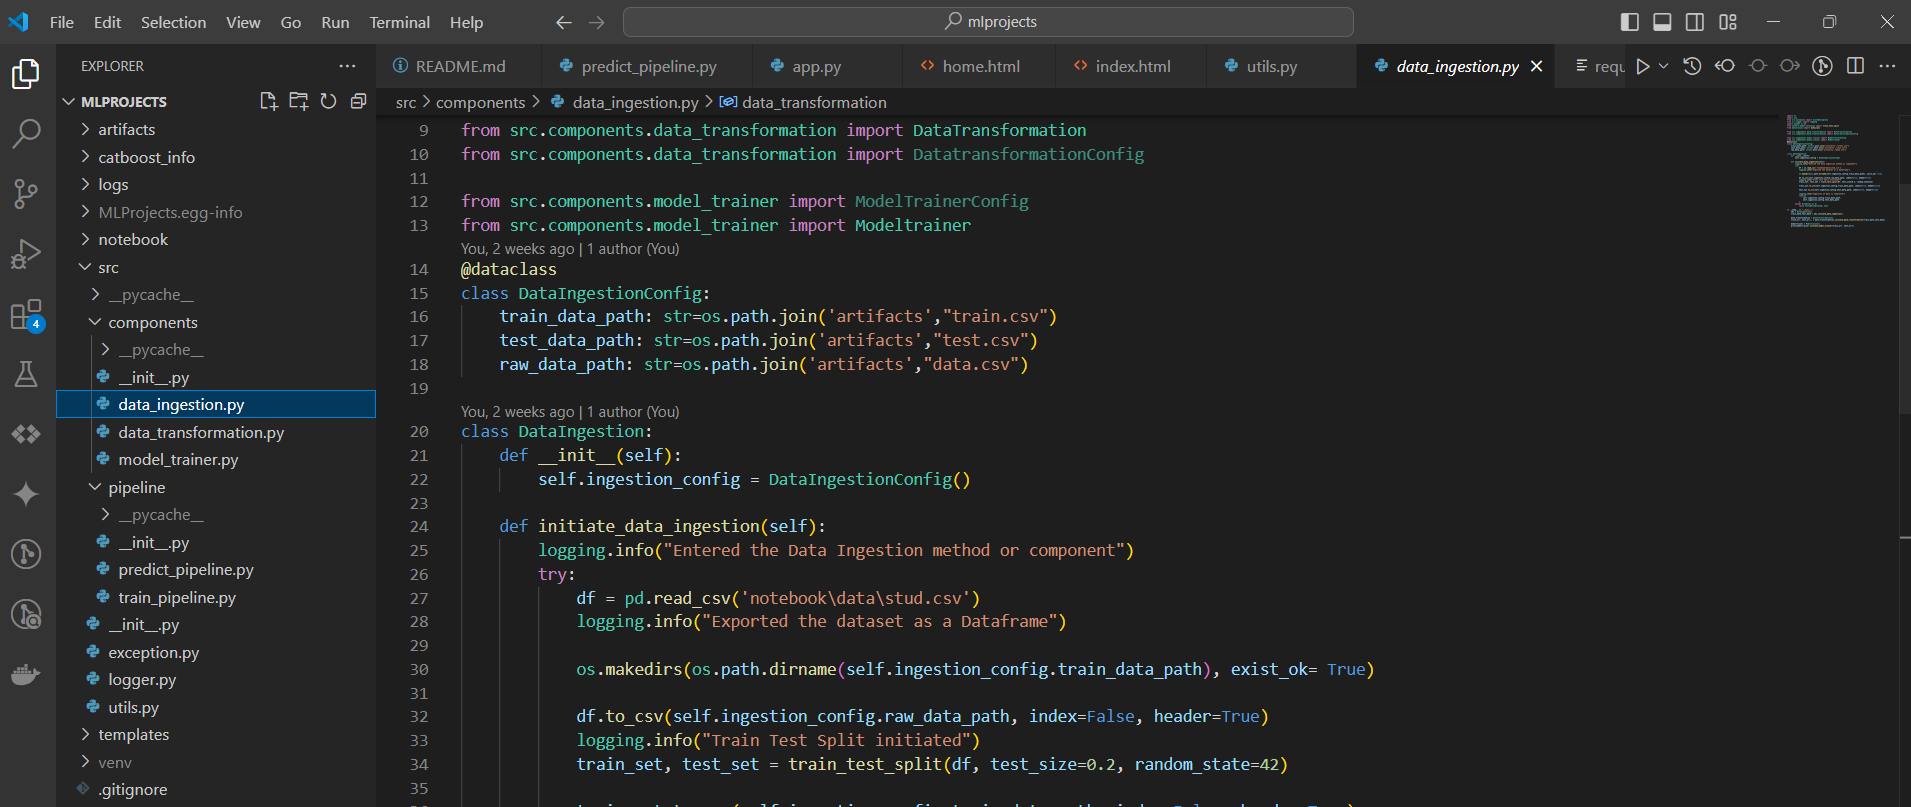 File Edit Selection View Go Run Terminal Help
mlprojects
EXPLORER
MLPROJECTS
artifacts
catboost_info
logs
MLProjects.egg-info
notebook
src
__pycache__
components
__pycache__
__init__.py
data_ingestion.py
data_transformation.py
model_trainer.py
pipeline
__pycache__
__init__.py
predict_pipeline.py
train_pipeline.py
__init__.py
exception.py
logger.py
utils.py
templates
venv
.gitignore
4
README.md predict_pipeline.py app.py home.html index.html utils.py data_ingestion.py requ
src > components > data_ingestion.py > data_transformation
9 from src.components.data_transformation import DataTransformation
10 from src.components.data_transformation import DatatransformationConfig
11
12 from src.components.model_trainer import ModelTrainerConfig
13 from src.components.model_trainer import Modeltrainer
You, 2 weeks ago | 1 author (You)
14 @dataclass
15 class DataIngestionConfig:
16 train_data_path: str=os.path.join('artifacts',"train.csv")
17 test_data_path: str=os.path.join('artifacts',"test.csv")
18 raw_data_path: str=os.path.join('artifacts',"data.csv")
19
You, 2 weeks ago | 1 author (You)
20 class DataIngestion:
21 def __init__(self):
22 self.ingestion_config = DataIngestionConfig()
23
24 def initiate_data_ingestion(self):
25 logging.info("Entered the Data Ingestion method or component")
26 try:
27 df = pd.read_csv('notebook\data\stud.csv')
28 logging.info("Exported the dataset as a Dataframe")
29
30 os.makedirs(os.path.dirname(self.ingestion_config.train_data_path), exist_ok= True)
31
32 df.to_csv(self.ingestion_config.raw_data_path, index=False, header=True)
33 logging.info("Train Test Split initiated")
34 train_set, test_set = train_test_split(df, test_size=0.2, random_state=42)
35